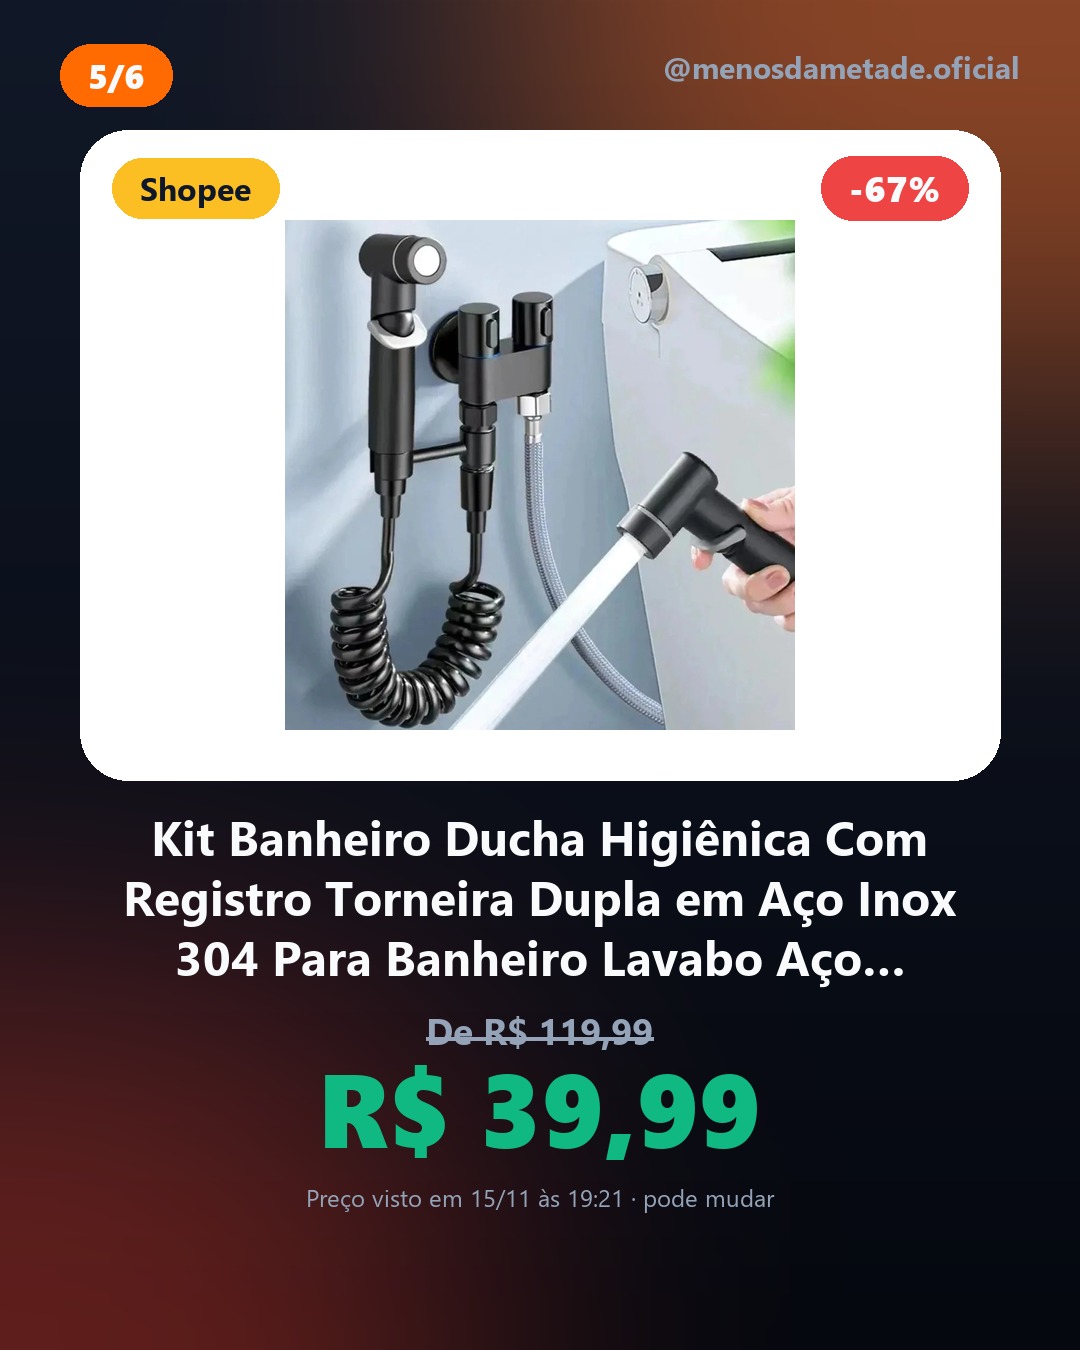 5/6
@menosdametade.oficial
Shopee
-67%
Kit Banheiro Ducha Higiênica Com
Registro Torneira Dupla em Aço Inox
304 Para Banheiro Lavabo Aço...
De R$ 119,99
R$ 39,99
Preço visto em 15/11 às 19:21 · pode mudar